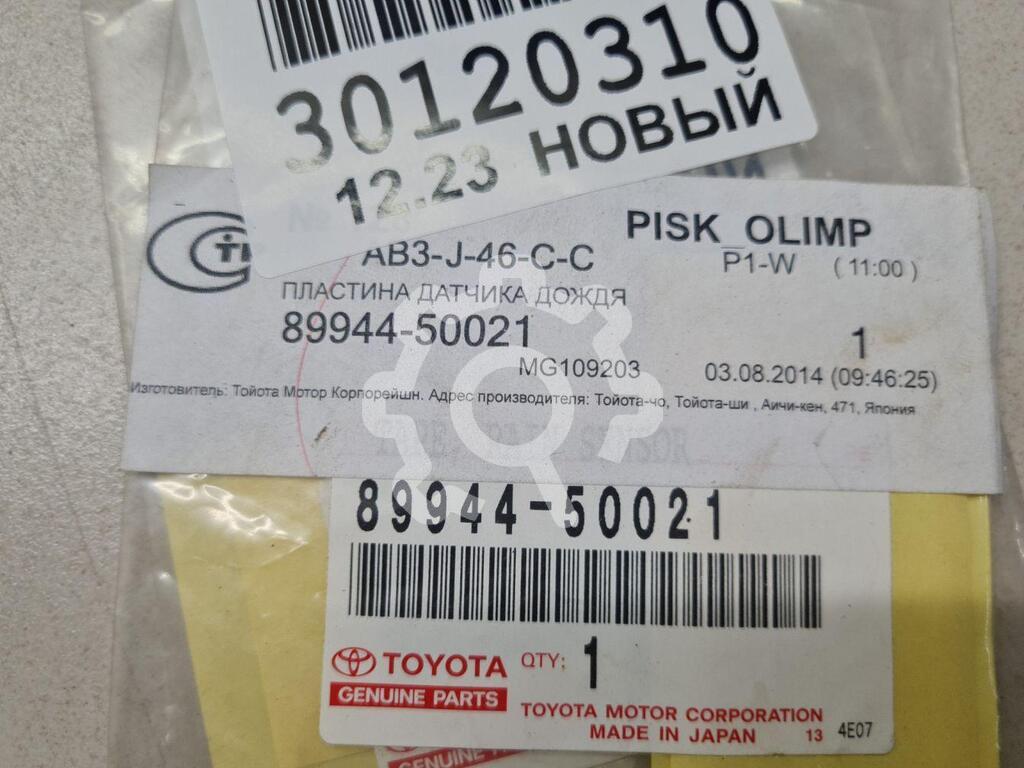 30120310
12.23 НОВЫЙ
PISK_OLIMP
AB3-J-46-C-C
P1-W ( 11:00 )
ПЛАСТИНА ДАТЧИКА ДОЖДЯ
89944-50021
1
MG109203
03.08.2014 (09:46:25)
Изготовитель: Тойота Мотор Корпорейшн. Адрес производителя: Тойота-чо, Тойота-ши , Аичи-кен, 471, Япония
SENSOR
89944-50021
TOYOTA
QTY; 1
GENUINE PARTS
TOYOTA MOTOR CORPORATION
MADE IN JAPAN 13 4E07
GENUINE